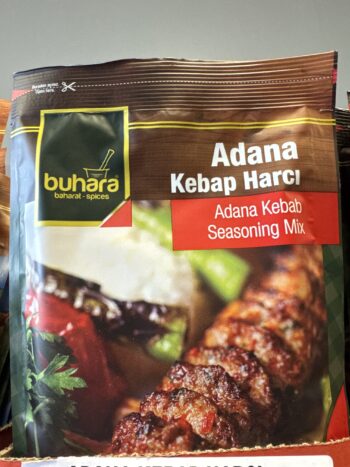 buhara
baharat - spices
Adana
Kebap Harcı
Adana Kebab
Seasoning Mix